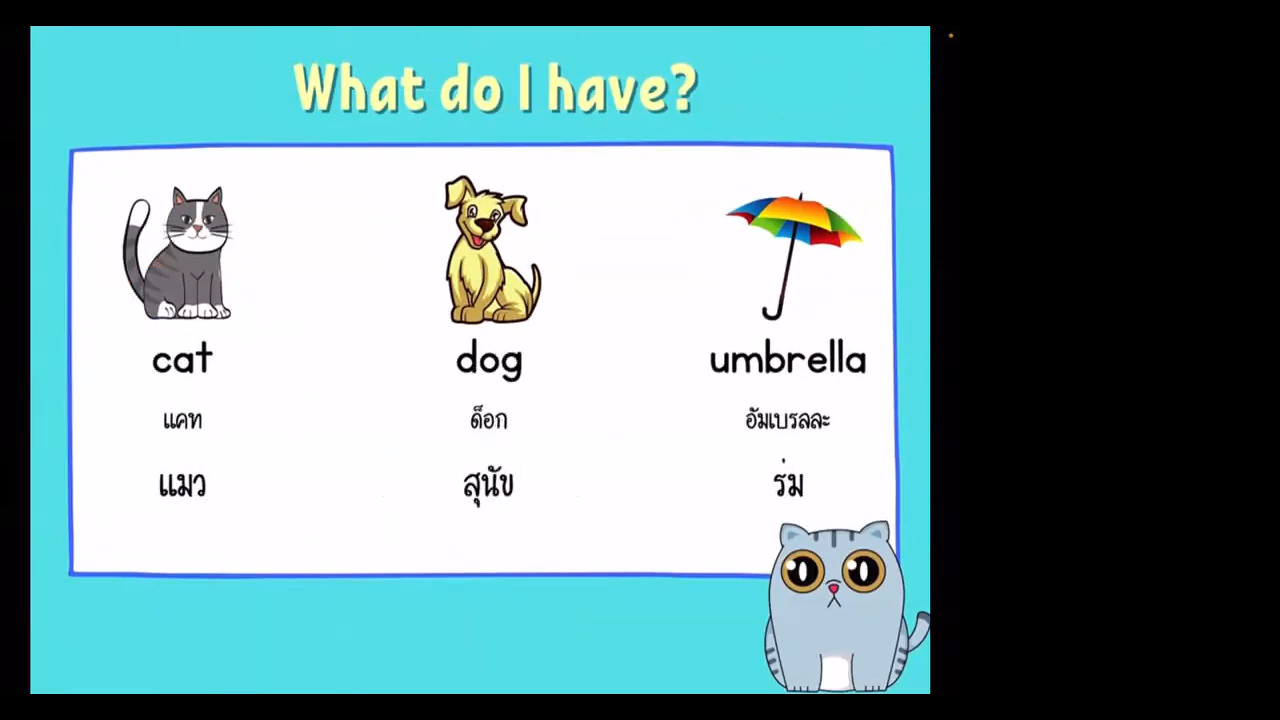 What do I have?
cat dog umbrella
แคท ด็อก อัมเบรลละ
แมว สุนัข ร่ม